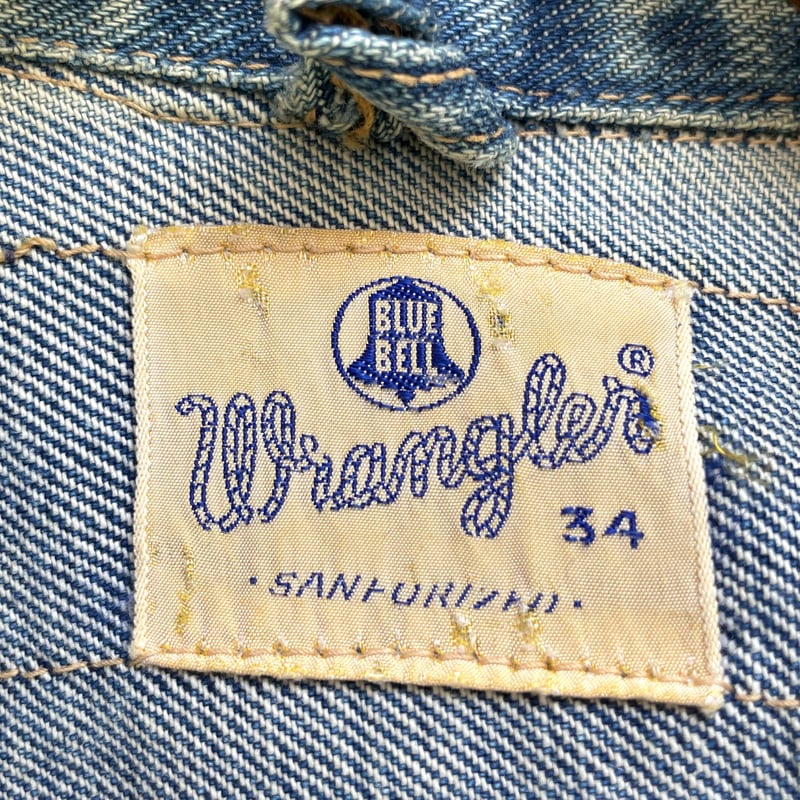 BLUE
BELL
Wrangler®
34
· SANFORIZED ·